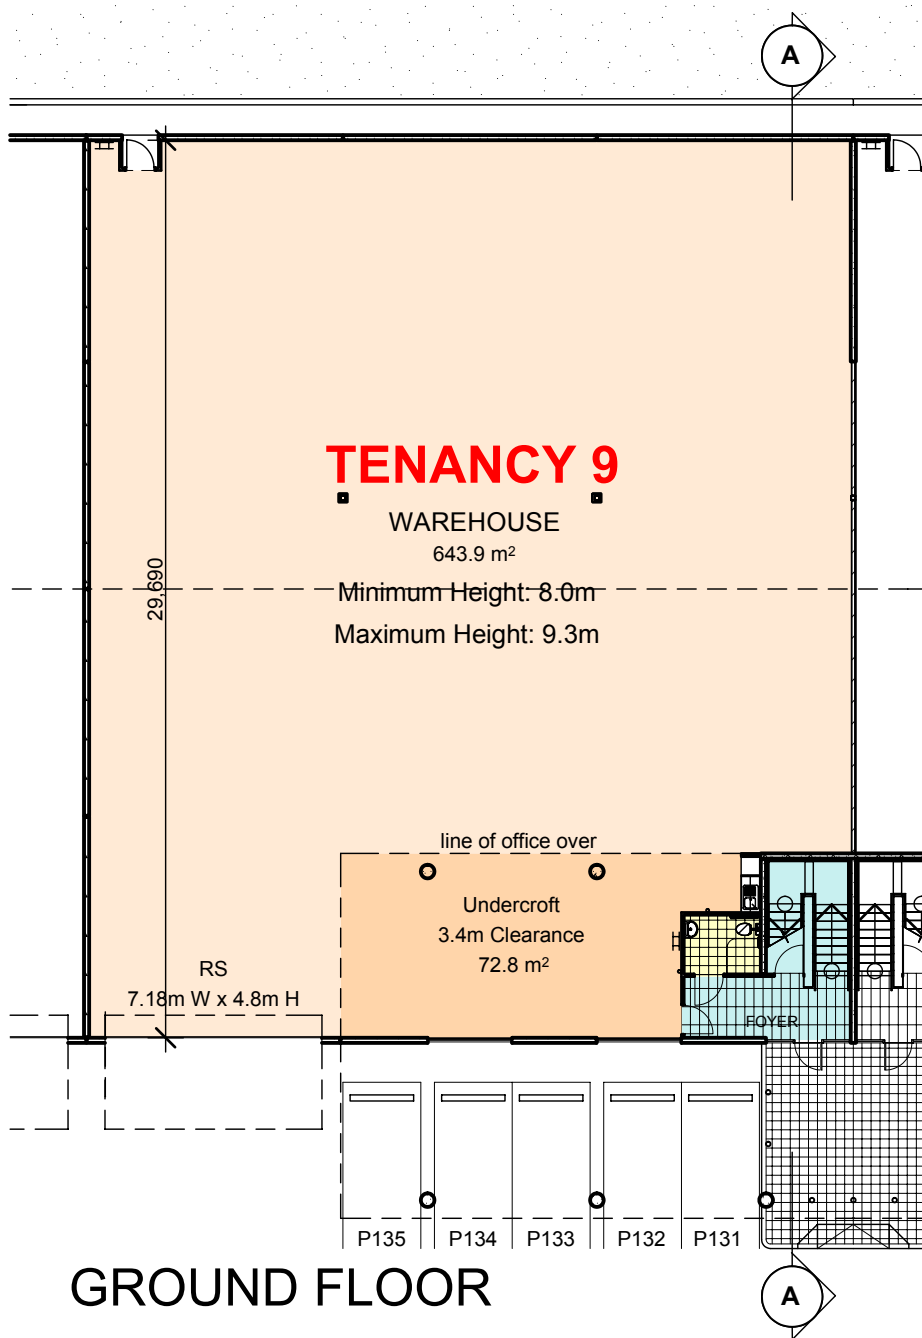 A
TENANCY 9
WAREHOUSE
643.9 m²
29,690
Minimum Height: 8.0m
Maximum Height: 9.3m
line of office over
Undercroft
3.4m Clearance
72.8 m²
RS
7.18m W x 4.8m H
FOYER
P135
P134
P133
P132
P131
GROUND FLOOR
A